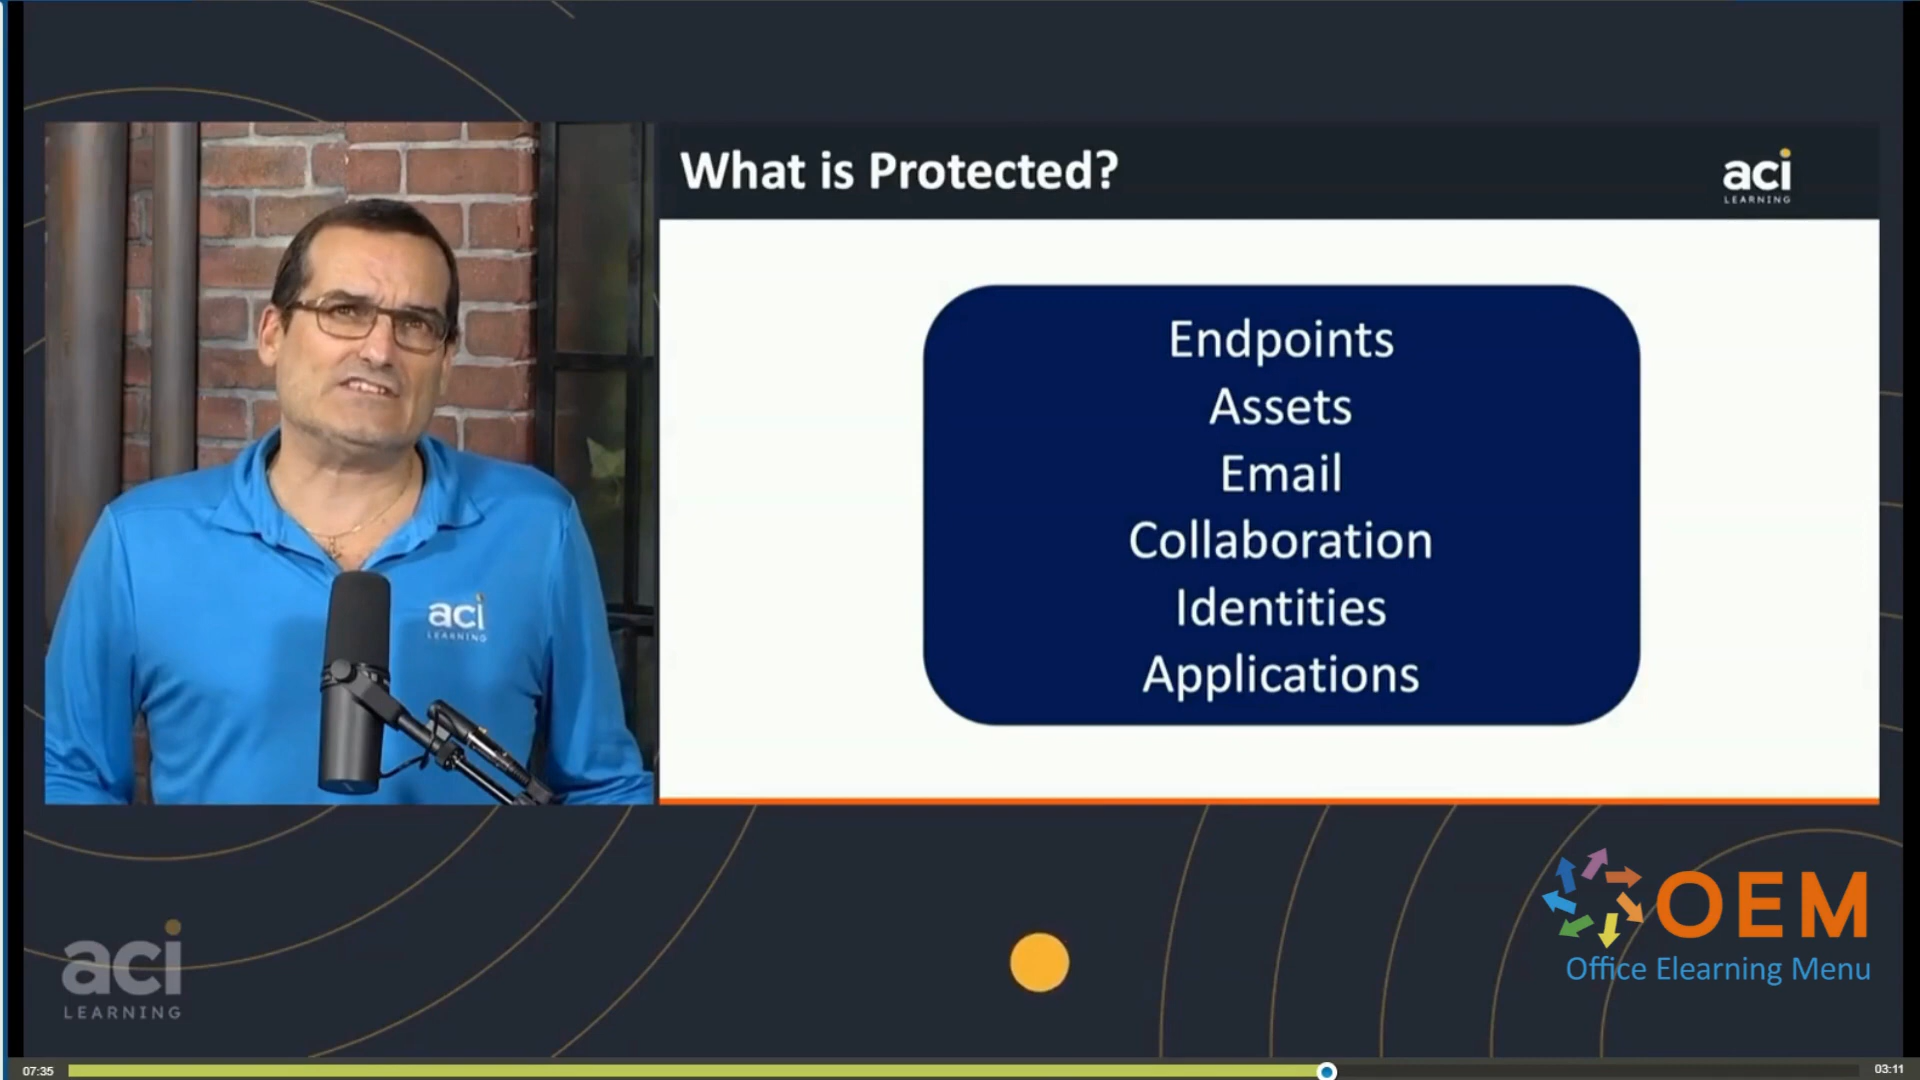 What is Protected?
aci
LEARNING
Endpoints
Assets
Email
Collaboration
Identities
Applications
aci
LEARNING
OEM
Office Elearning Menu
aci
LEARNING
07:35
03:11